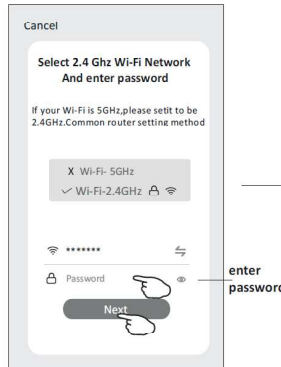 Cancel
Select 2.4 Ghz Wi-Fi Network
And enter password
If your Wi-Fi is 5GHz,please setit to be
2.4GHz.Common router setting method
X Wi-Fi- 5GHz
✓ Wi-Fi-2.4GHz
*******
Password
enter
password
Next